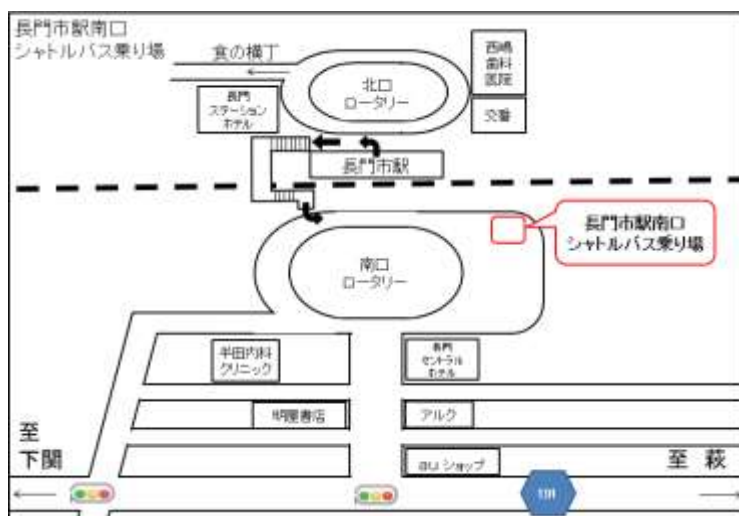 長門市駅南口
シャトルバス乗り場
食の横丁
北口
ロータリー
西嶋
歯科
医院
交番
長門
ステーション
ホテル
長門市駅
長門市駅南口
シャトルバス乗り場
南口
ロータリー
半田内科
クリニック
長門
セントラル
ホテル
明屋書店
アルク
auショップ
至
下関
至 萩
191